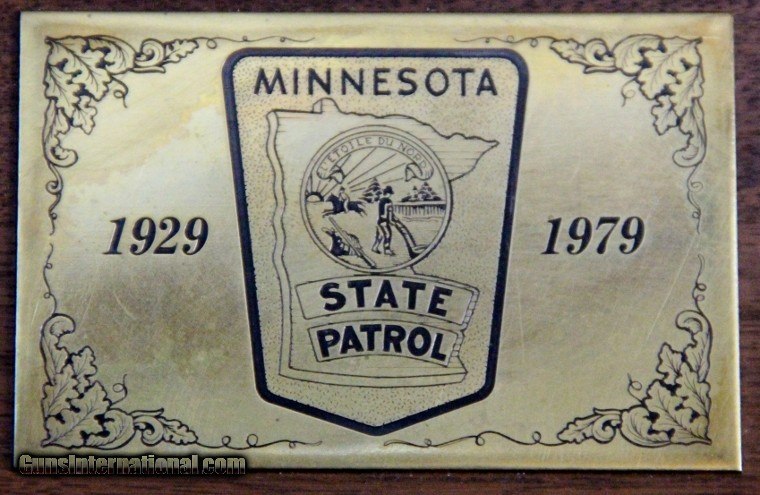 MINNESOTA
L'ETOILE DU NORD
1929
1979
STATE
PATROL
GunsInternational.com